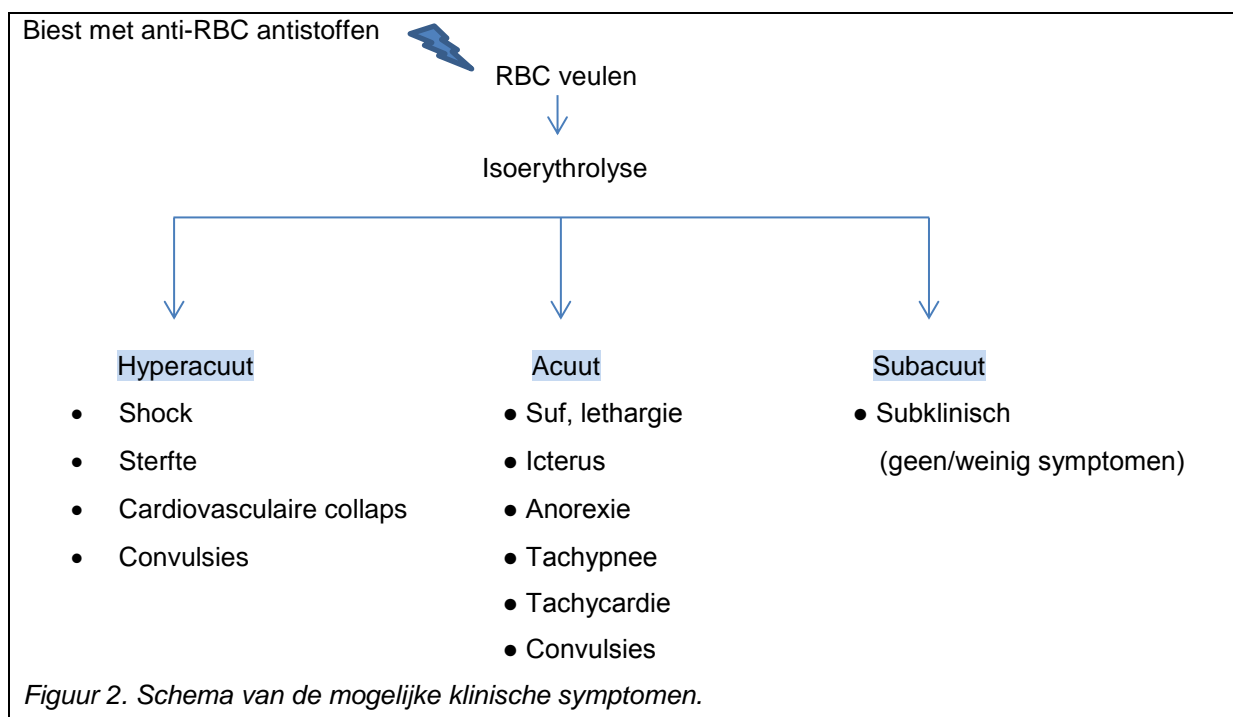 Biest met anti-RBC antistoffen
RBC veulen
Isoerythrolyse
Hyperacuut
• Shock
• Sterfte
• Cardiovasculaire collaps
• Convulsies
Acuut
● Suf, lethargie
● Icterus
● Anorexie
● Tachypnee
● Tachycardie
● Convulsies
Subacuut
● Subklinisch
(geen/weinig symptomen)
Figuur 2. Schema van de mogelijke klinische symptomen.